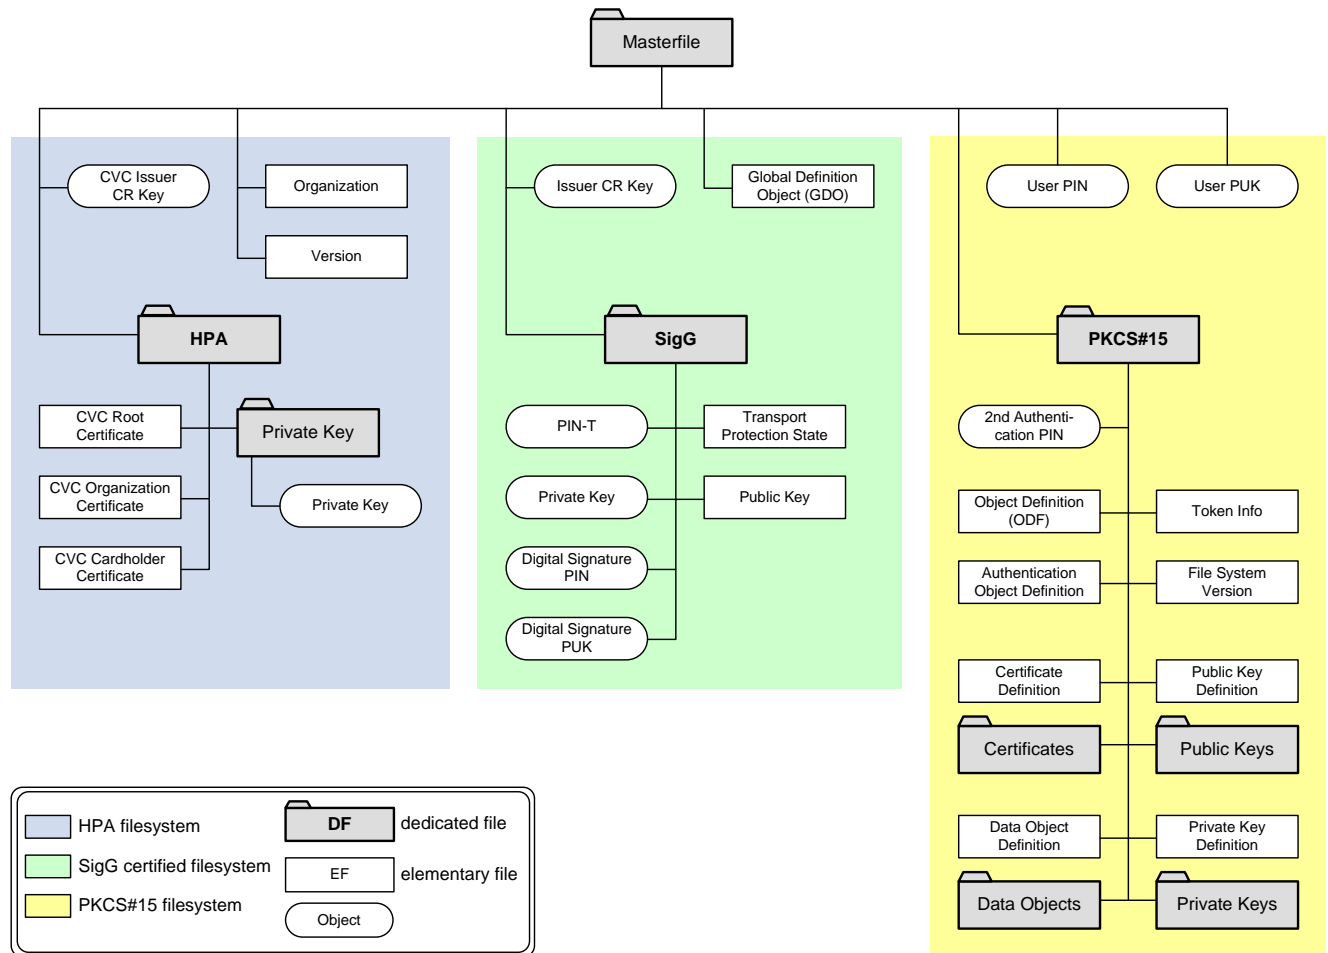 Masterfile
CVC Issuer
CR Key
Organization
Version
HPA
CVC Root
Certificate
Private Key
CVC Organization
Certificate
Private Key
CVC Cardholder
Certificate
Issuer CR Key
Global Definition
Object (GDO)
SigG
PIN-T
Transport
Protection State
Private Key
Public Key
Digital Signature
PIN
Digital Signature
PUK
User PIN
User PUK
PKCS#15
2nd Authenti-
cation PIN
Object Definition
(ODF)
Token Info
Authentication
Object Definition
File System
Version
Certificate
Definition
Public Key
Definition
Certificates
Public Keys
Data Object
Definition
Private Key
Definition
Data Objects
Private Keys
HPA filesystem
SigG certified filesystem
PKCS#15 filesystem
DF
dedicated file
EF
elementary file
Object